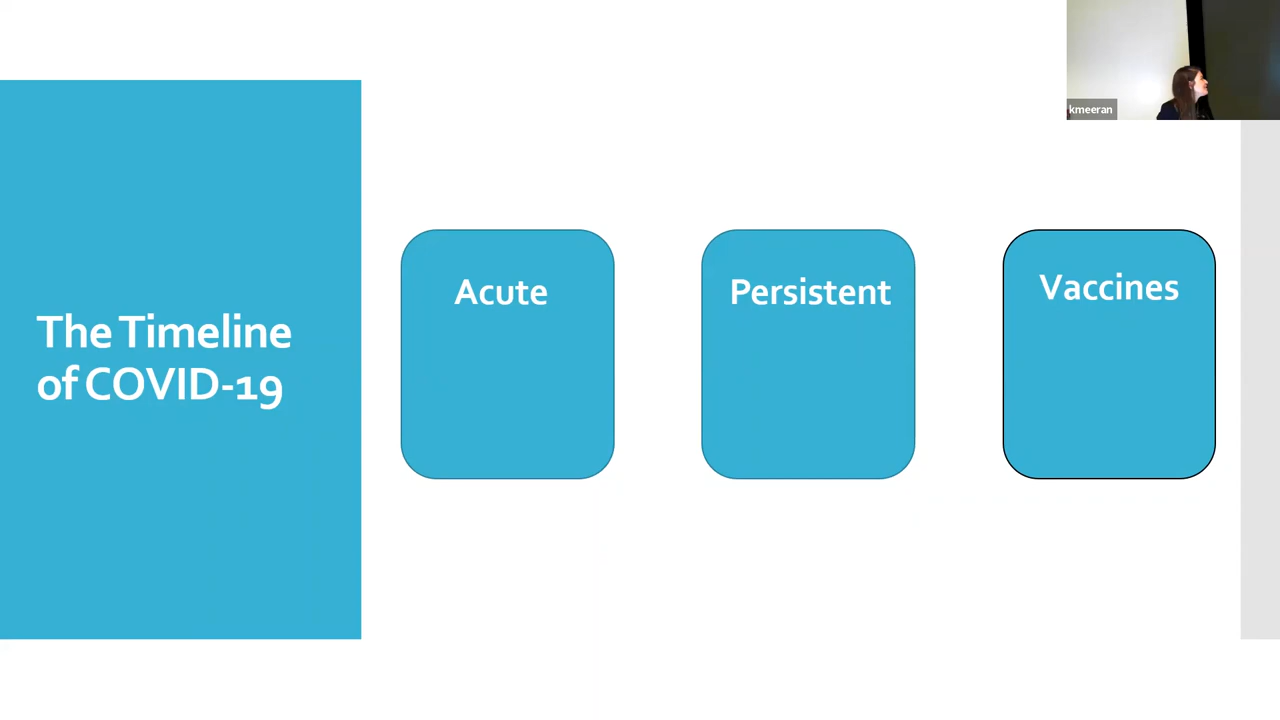 kmeeran
The Timeline
of COVID-19
Acute
Persistent
Vaccines